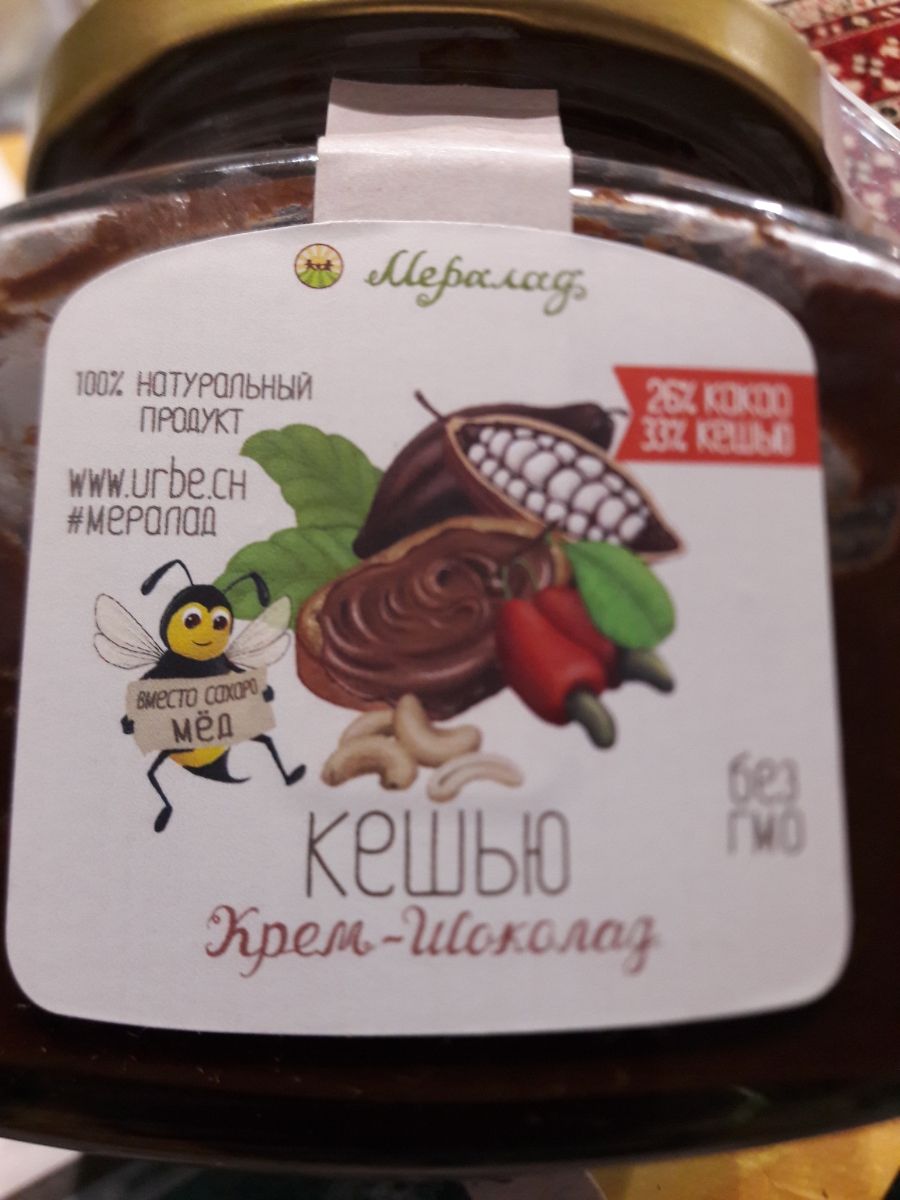 Мералад
100% натуральный
продукт
www.urbe.cн
#мералад
26% какао
33% кешью
вместо сахара
мёд
без
гмо
кешью
Крем-Шоколад